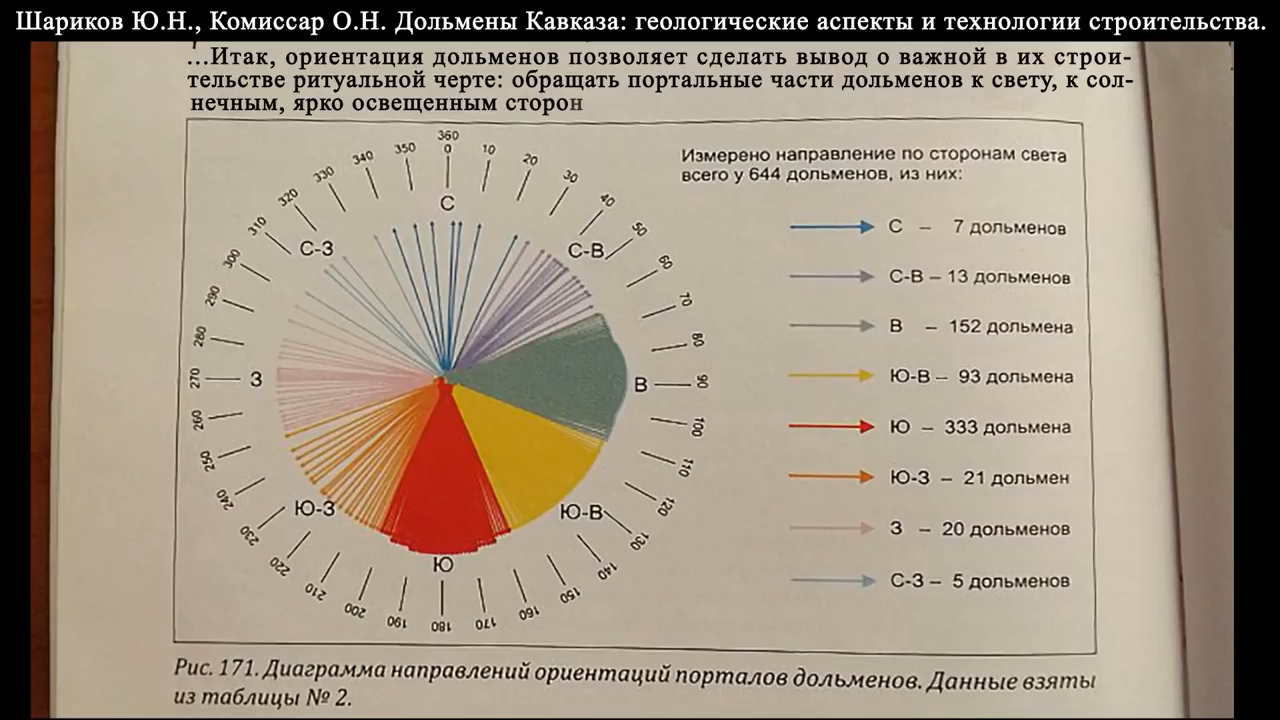 Шариков Ю.Н., Комиссар О.Н. Дольмены Кавказа: геологические аспекты и технологии строительства.
...Итак, ориентация дольменов позволяет сделать вывод о важной в их строи-
тельстве ритуальной черте: обращать портальные части дольменов к свету, к сол-
нечным, ярко освещенным сторон
Измерено направление по сторонам света
всего у 644 дольменов, из них:
С – 7 дольменов
С-В – 13 дольменов
В – 152 дольмена
Ю-В – 93 дольмена
Ю – 333 дольмена
Ю-З – 21 дольмен
З – 20 дольменов
С-З – 5 дольменов
360
0
10
20
30
40
50
60
70
80
90
100
110
120
130
140
150
160
170
180
190
200
210
220
230
240
250
260
270
280
290
300
310
320
330
340
350
С
С-В
В
Ю-В
Ю
Ю-З
З
С-З
Рис. 171. Диаграмма направлений ориентаций порталов дольменов. Данные взяты
из таблицы № 2.